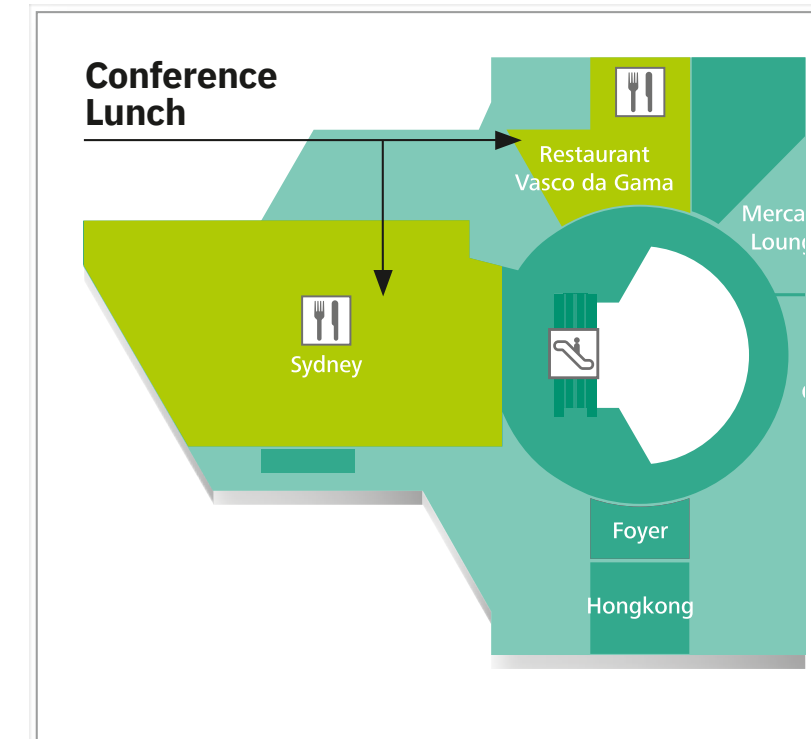 Conference
Lunch
Restaurant
Vasco da Gama
Sydney
Foyer
Hongkong